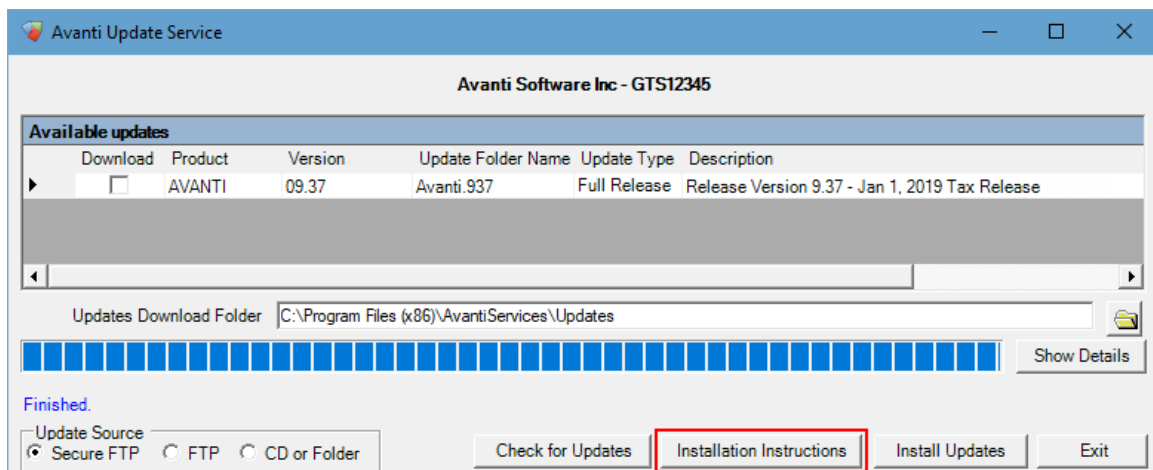 Avanti Update Service
Avanti Software Inc - GTS12345
Available updates
Download Product Version Update Folder Name Update Type Description
AVANTI 09.37 Avanti.937 Full Release Release Version 9.37 - Jan 1, 2019 Tax Release
Updates Download Folder C:\Program Files (x86)\AvantiServices\Updates
Show Details
Finished.
Update Source
Secure FTP FTP CD or Folder Check for Updates Installation Instructions Install Updates Exit